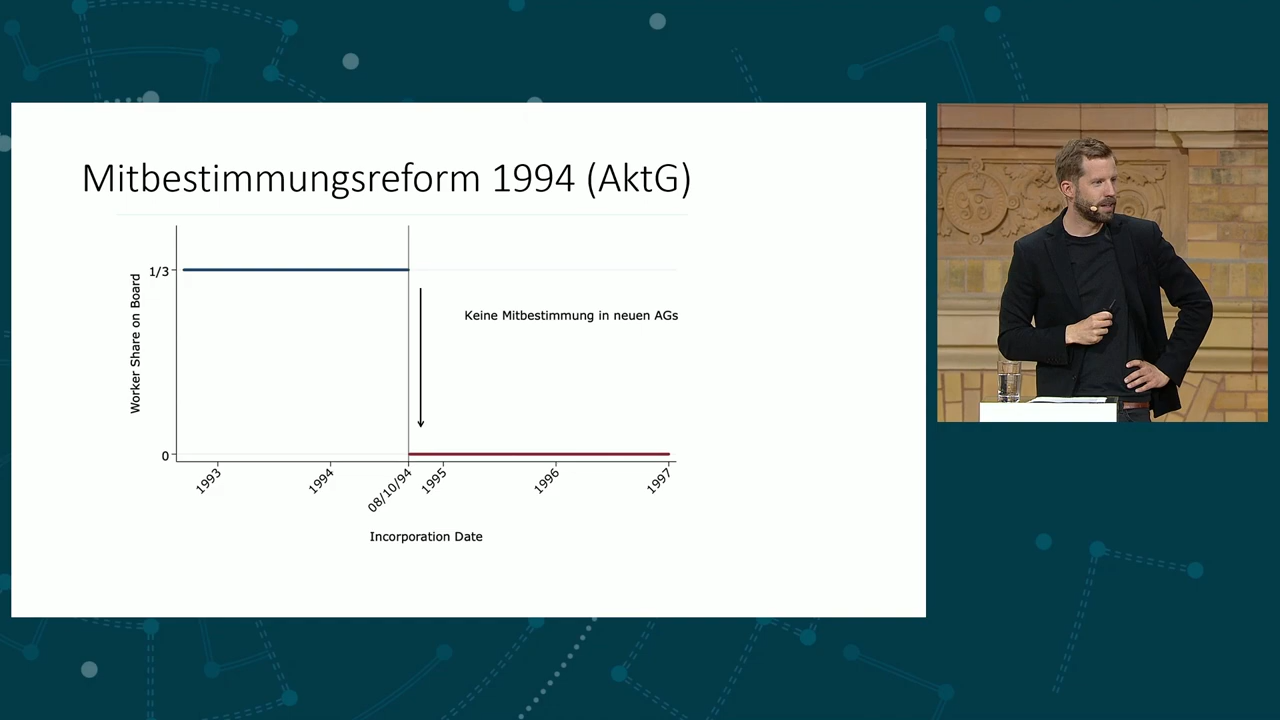 Mitbestimmungsreform 1994 (AktG)
Worker Share on Board
1/3
0
Keine Mitbestimmung in neuen AGs
1993
1994
08/10/94
1995
1996
1997
Incorporation Date